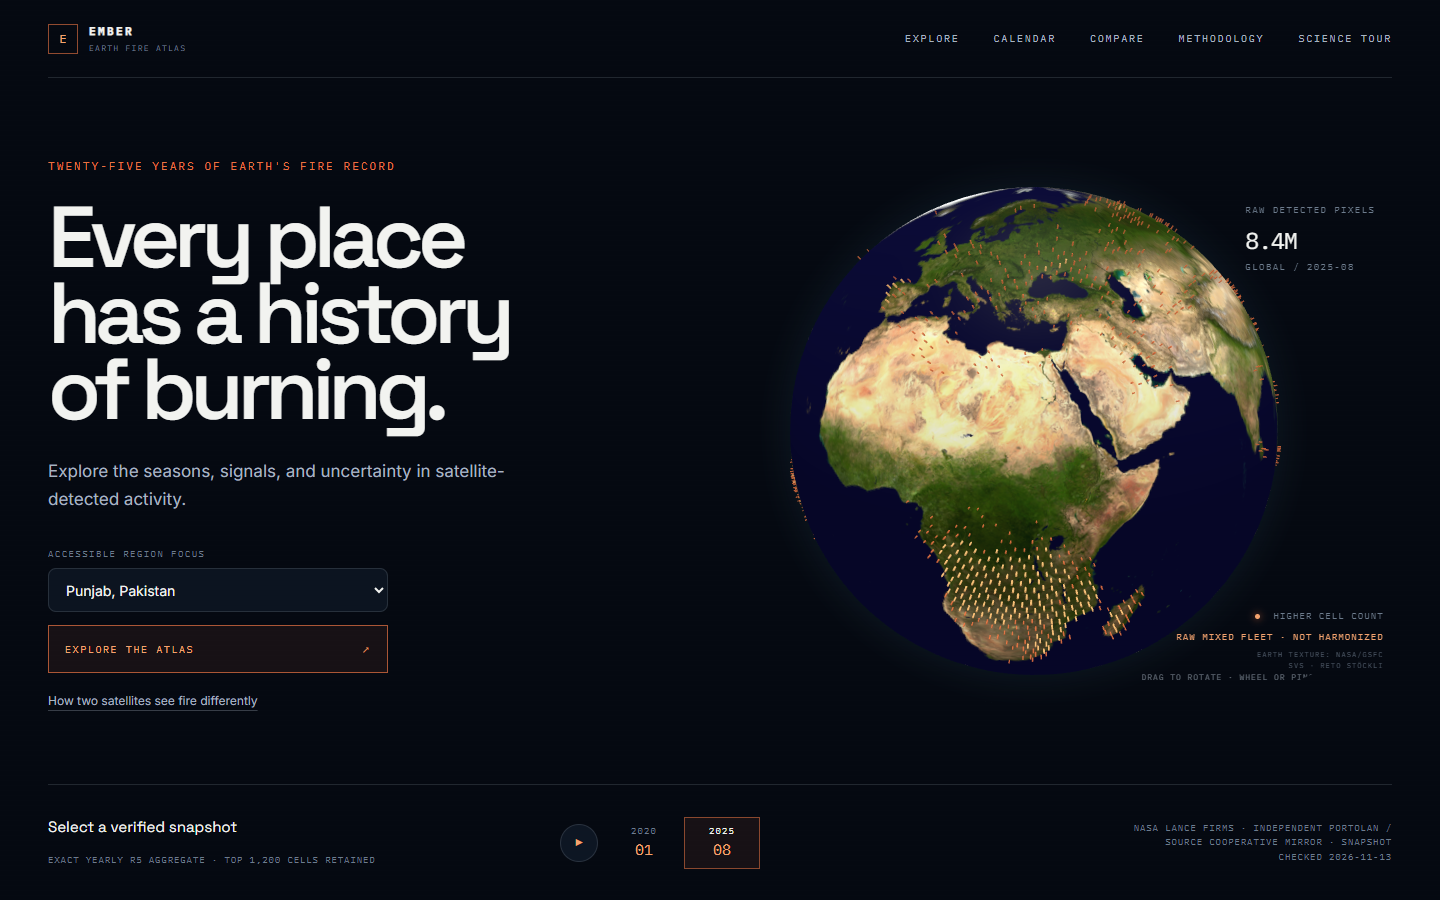 E
EMBER
EARTH FIRE ATLAS
EXPLORE
CALENDAR
COMPARE
METHODOLOGY
SCIENCE TOUR
TWENTY-FIVE YEARS OF EARTH'S FIRE RECORD
Every place
has a history
of burning.
Explore the seasons, signals, and uncertainty in satellite-
detected activity.
ACCESSIBLE REGION FOCUS
Punjab, Pakistan
EXPLORE THE ATLAS ↗
How two satellites see fire differently
RAW DETECTED PIXELS
8.4M
GLOBAL / 2025-08
HIGHER CELL COUNT
RAW MIXED FLEET · NOT HARMONIZED
EARTH TEXTURE: NASA/GSFC
SVS · RETO STÖCKLI
DRAG TO ROTATE · WHEEL OR
Select a verified snapshot
EXACT YEARLY R5 AGGREGATE · TOP 1,200 CELLS RETAINED
2020
01
2025
08
NASA LANCE FIRMS · INDEPENDENT PORTOLAN /
SOURCE COOPERATIVE MIRROR · SNAPSHOT
CHECKED 2026-11-13